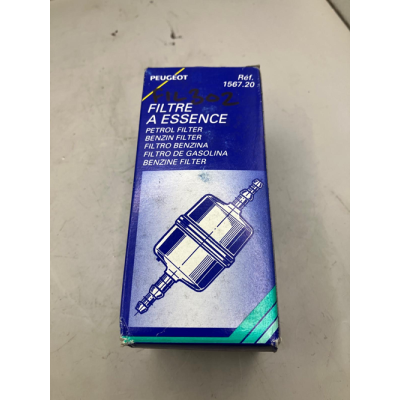 PEUGEOT
Réf.
1567.20
FILTRE
A ESSENCE
PETROL FILTER
BENZIN FILTER
FILTRO BENZINA
FILTRO DE GASOLINA
BENZINE FILTER